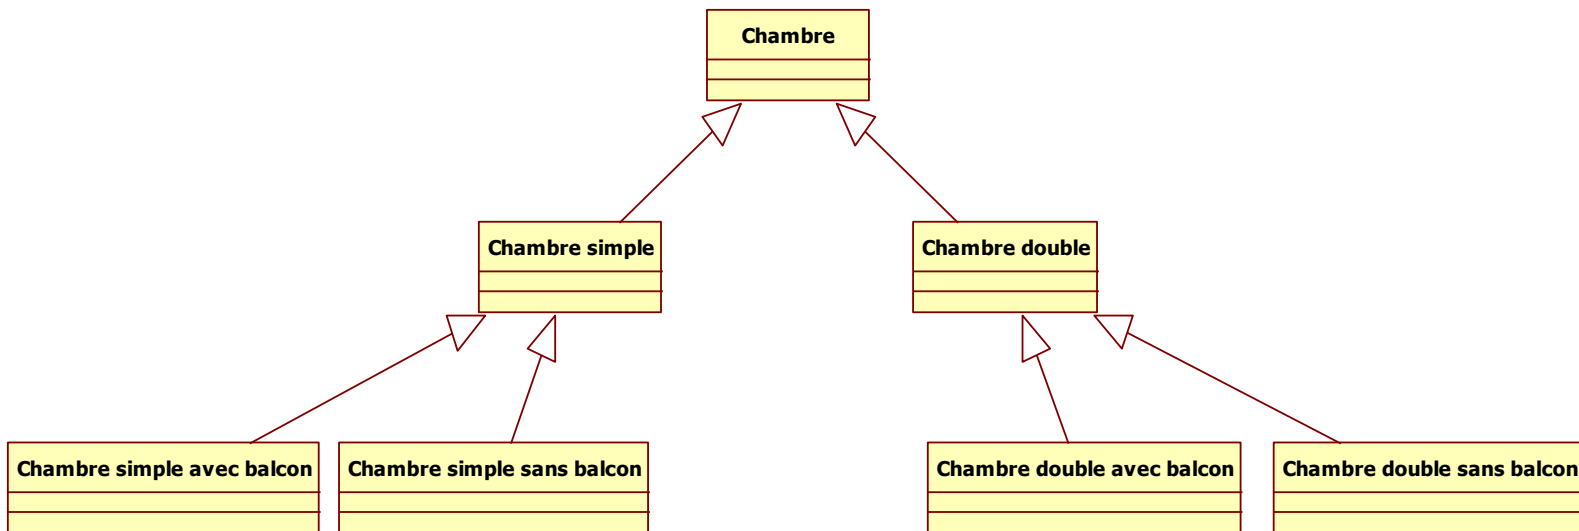 Chambre
Chambre simple
Chambre double
Chambre simple avec balcon
Chambre simple sans balcon
Chambre double avec balcon
Chambre double sans balcon